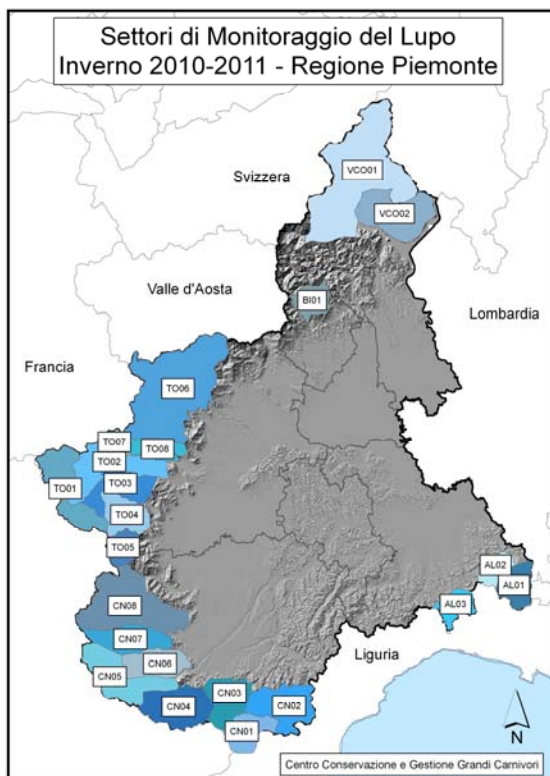 Settori di Monitoraggio del Lupo
Inverno 2010-2011 - Regione Piemonte
VCO01
Svizzera
VCO02
Valle d'Aosta
BI01
Lombardia
Francia
TO06
TO07
TO08
TO02
TO01
TO03
TO04
TO05
AL02
AL01
AL03
CN08
CN07
CN06
Liguria
CN05
CN03
CN04
CN02
CN01
N
Centro Conservazione e Gestione Grandi Carnivori